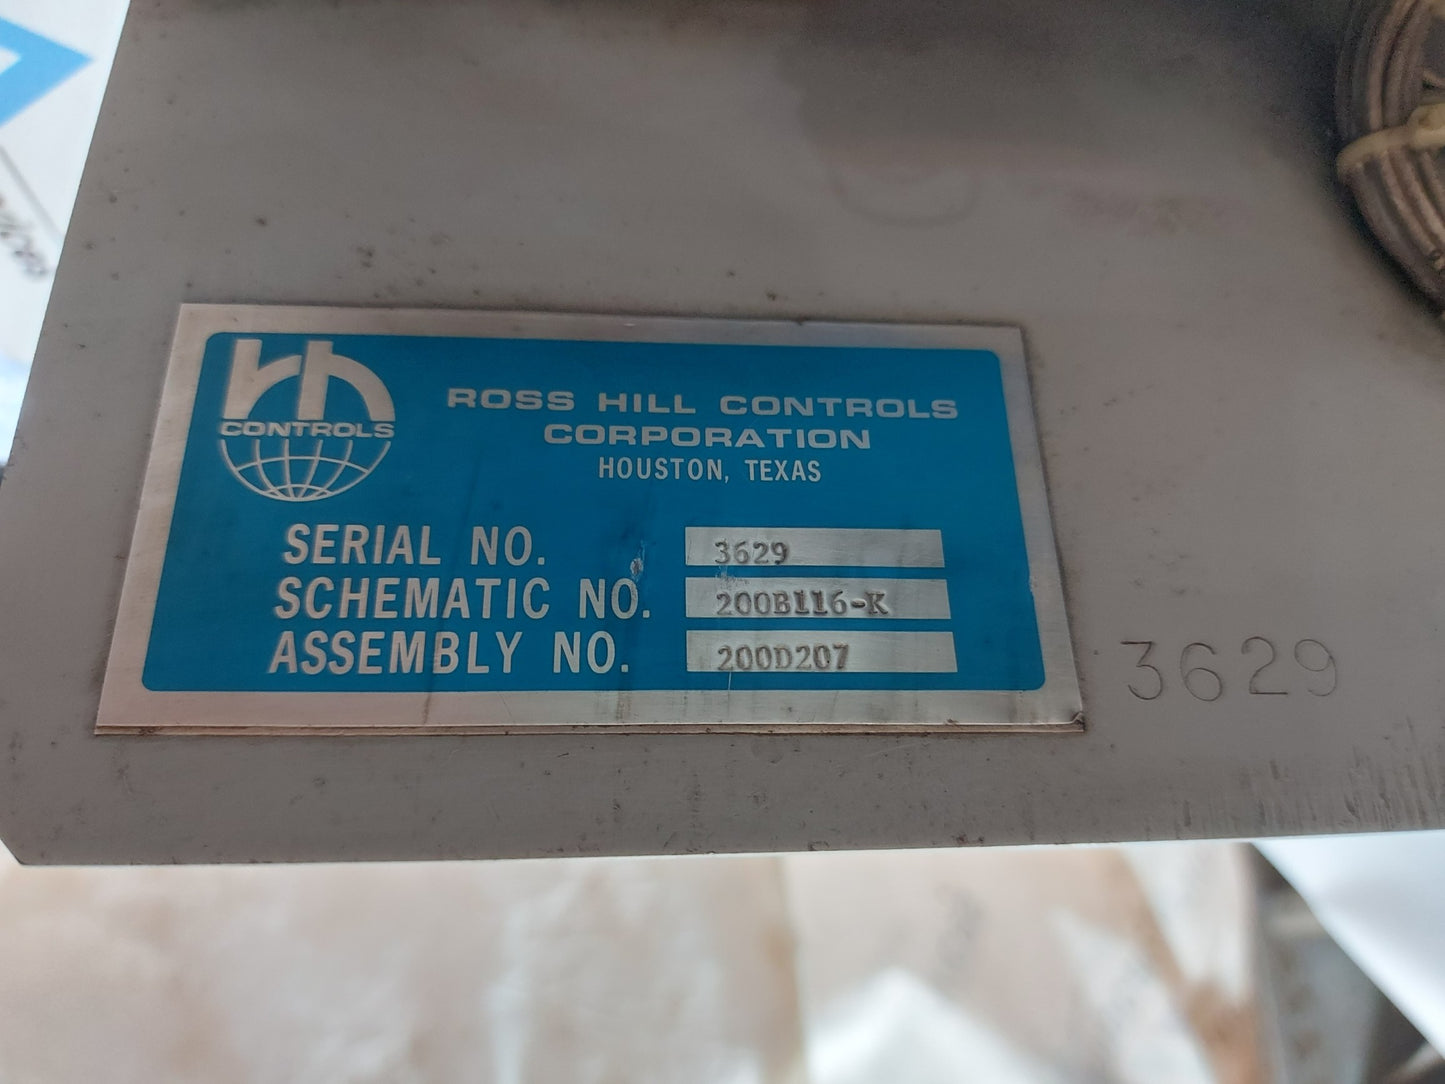 rh
CONTROLS
ROSS HILL CONTROLS
CORPORATION
HOUSTON, TEXAS
SERIAL NO. 3629
SCHEMATIC NO. 200B116-K
ASSEMBLY NO. 200D207
3629